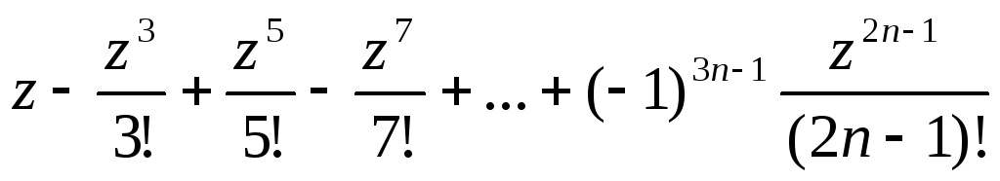 z - z^3/3! + z^5/5! - z^7/7! + ... + (-1)^{3n-1} z^{2n-1}/(2n-1)!